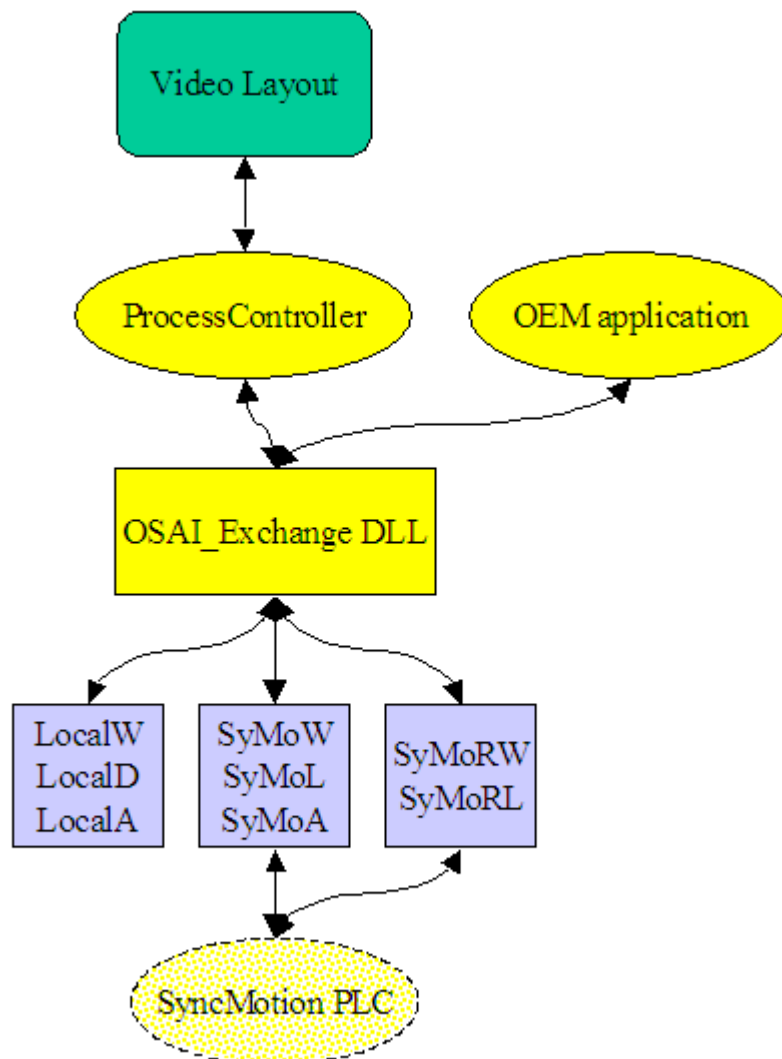 Video Layout
ProcessController
OEM application
OSAI_Exchange DLL
LocalW
LocalD
LocalA
SyMoW
SyMoL
SyMoA
SyMoRW
SyMoRL
SyncMotion PLC